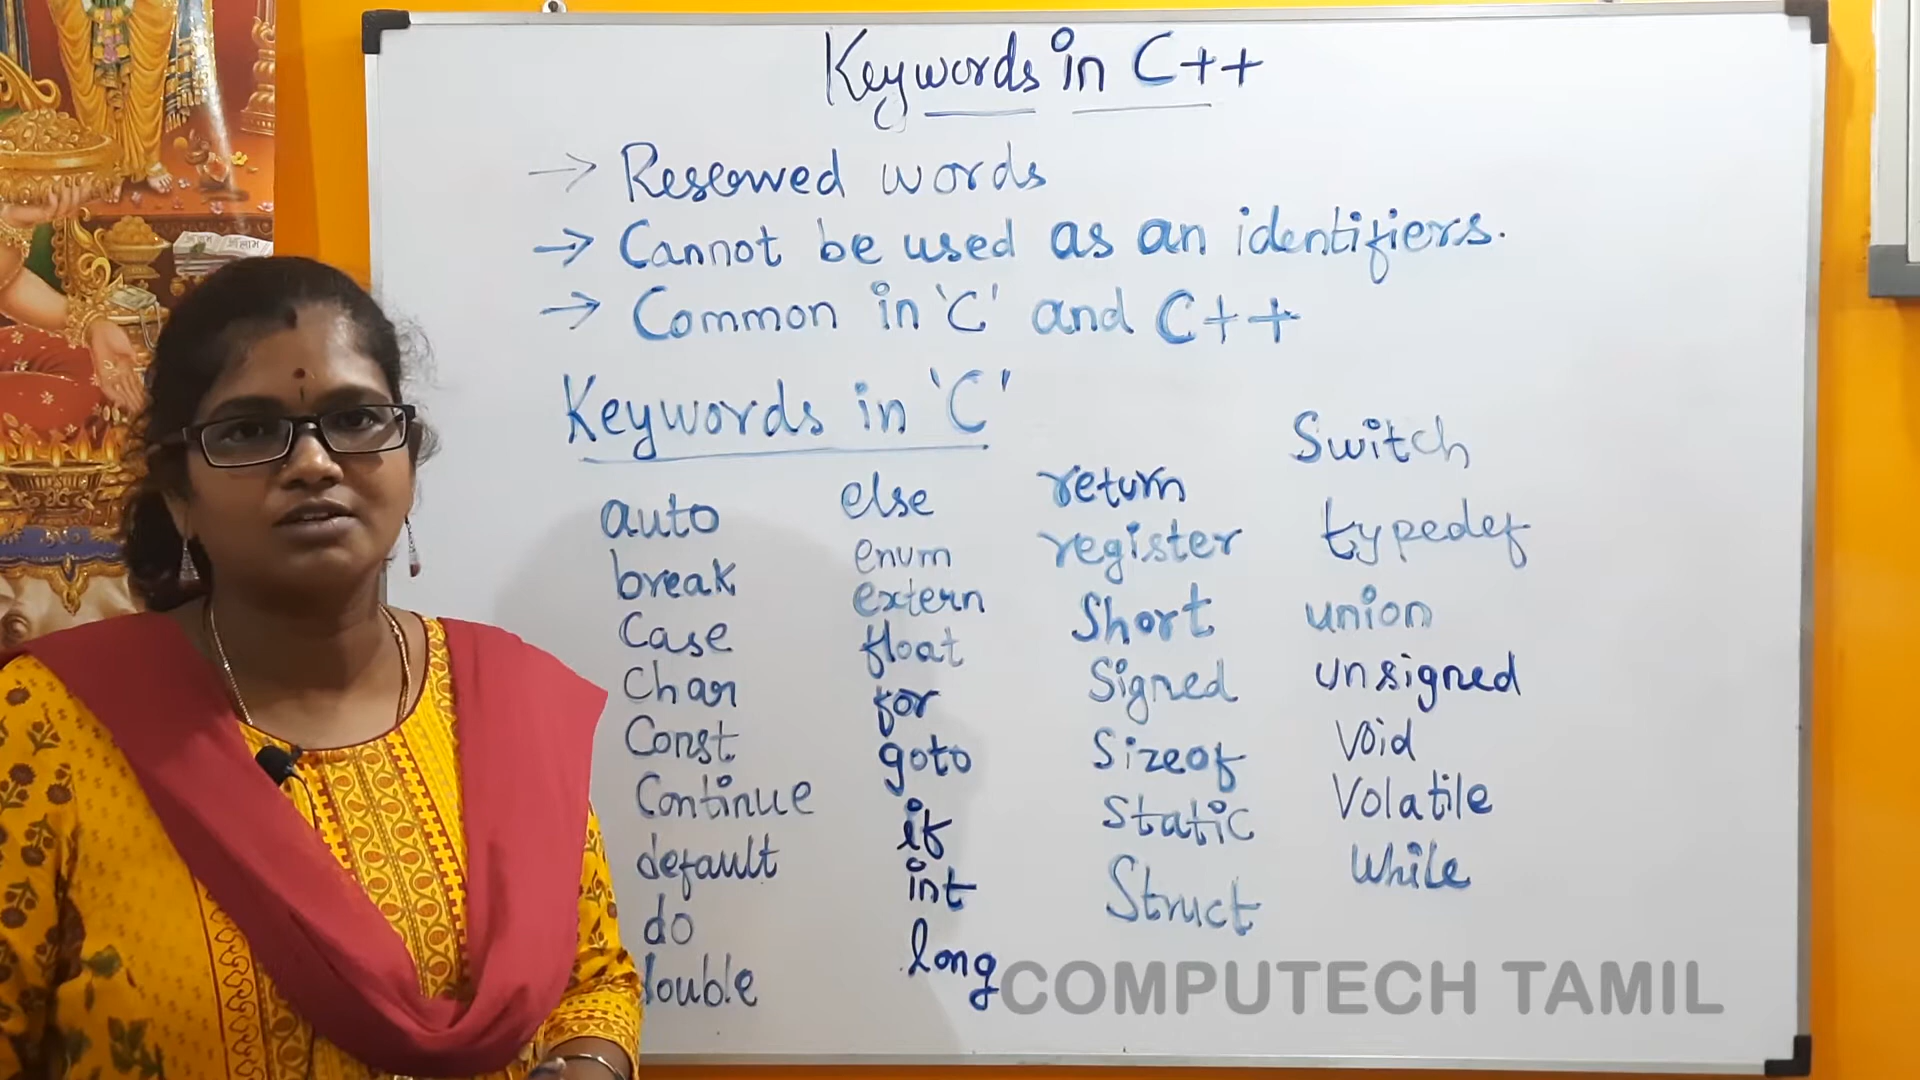 Keywords in C++
→ Reserved words
→ Cannot be used as an identifiers.
→ Common in 'C' and C++
Keywords in 'C'
auto
break
Case
Char
Const
Continue
default
do
double
else
enum
extern
float
for
goto
if
int
long
return
register
Short
Signed
Sizeof
Static
Struct
Switch
typedef
union
unsigned
Void
Volatile
While
COMPUTECH TAMIL